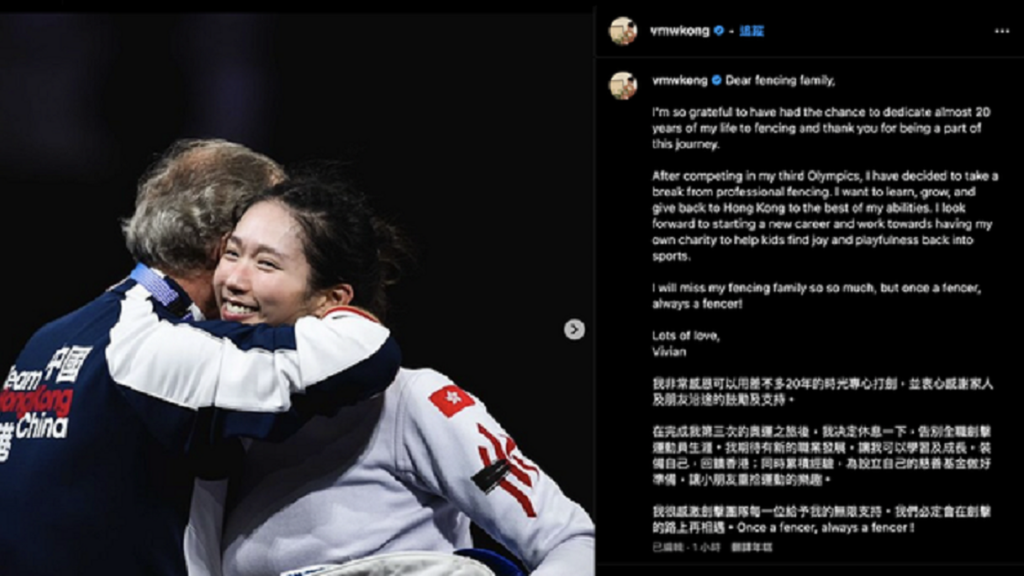 vmwkong · 追蹤
vmwkong Dear fencing family,
I'm so grateful to have had the chance to dedicate almost 20
years of my life to fencing and thank you for being a part of
this journey.
After competing in my third Olympics, I have decided to take a
break from professional fencing. I want to learn, grow, and
give back to Hong Kong to the best of my abilities. I look
forward to starting a new career and work towards having my
own charity to help kids find joy and playfulness back into
sports.
I will miss my fencing family so so much, but once a fencer,
always a fencer!
Lots of love,
Vivian
我非常感恩可以用差不多20年的時光專心打劍,並衷心感謝家人
及朋友沿途的鼓勵及支持。
在完成我第三次的奧運之旅後,我決定休息一下,告別全職劍擊
運動員生涯。我期待有新的職業發展,讓我可以學習及成長,裝
備自己,回饋香港;同時累積經驗,為設立自己的慈善基金做好
準備,讓小朋友重拾運動的樂趣。
我很感激劍擊團隊每一位給予我的無限支持。我們必定會在劍擊
的路上再相遇。Once a fencer, always a fencer!
已編輯 · 1 小時 翻譯年糕
Team 中國
HongKong
港 China